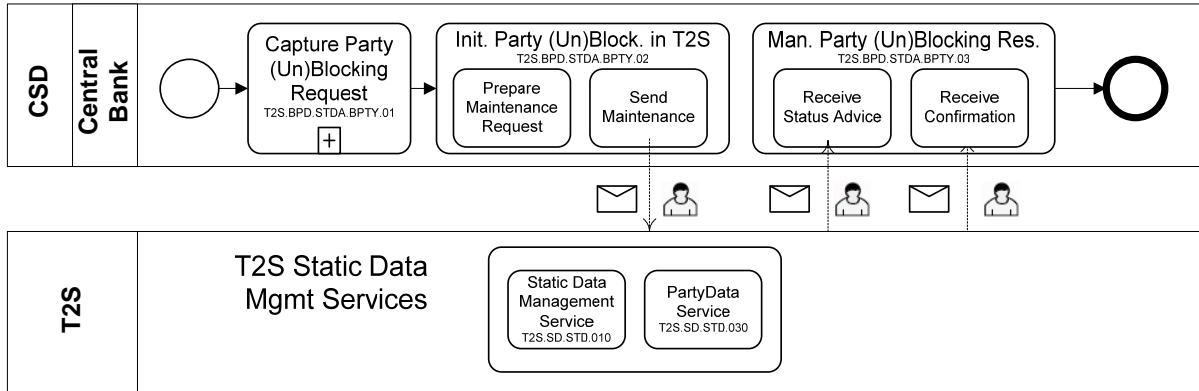 CSD
Central
Bank
Capture Party
(Un)Blocking
Request
T2S.BPD.STDA.BPTY.01
+
Init. Party (Un)Block. in T2S
T2S.BPD.STDA.BPTY.02
Prepare
Maintenance
Request
Send
Maintenance
Man. Party (Un)Blocking Res.
T2S.BPD.STDA.BPTY.03
Receive
Status Advice
Receive
Confirmation
T2S
T2S Static Data
Mgmt Services
Static Data
Management
Service
T2S.SD.STD.010
PartyData
Service
T2S.SD.STD.030